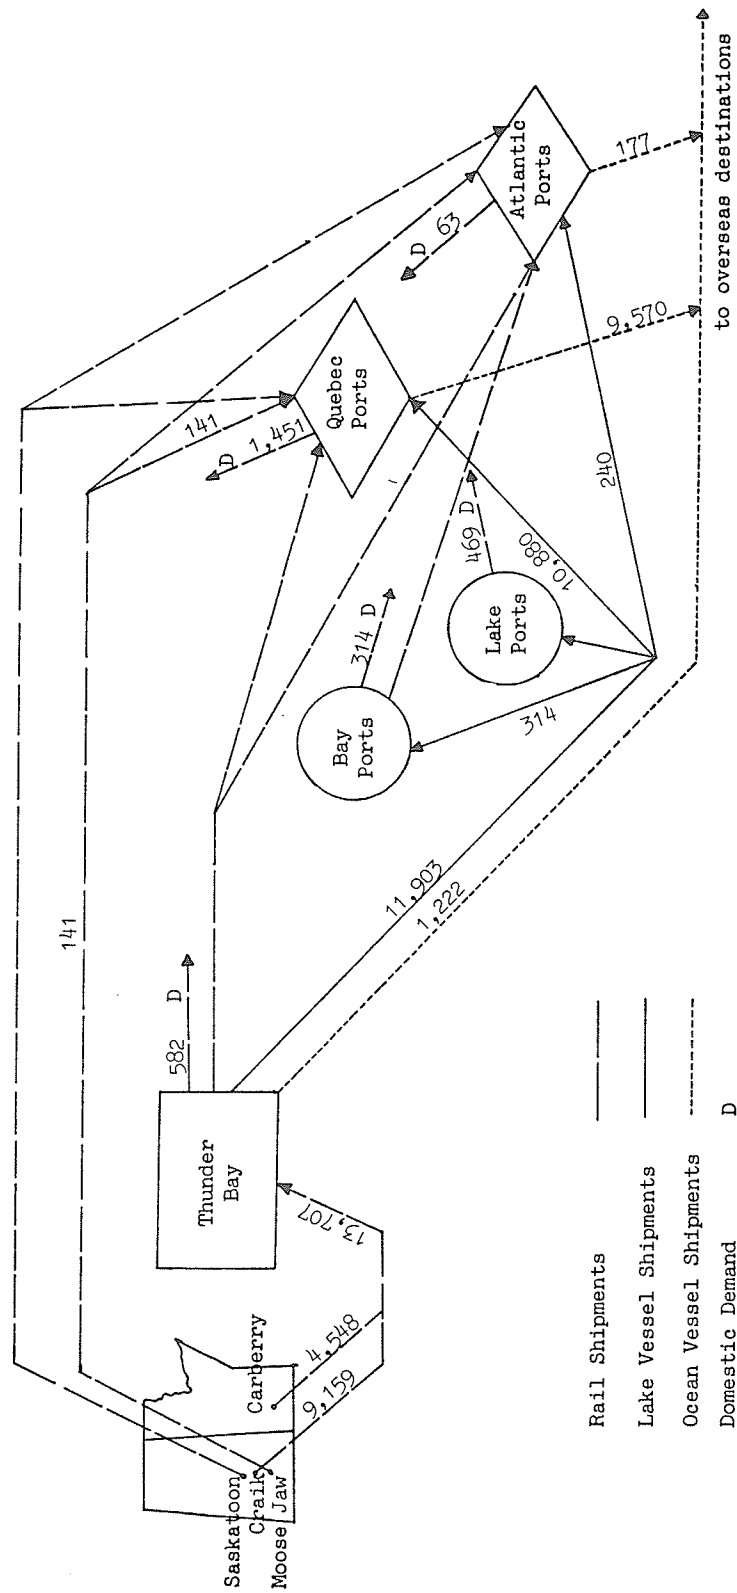 Saskatoon
Craik
Moose Jaw
Carberry
9,159
4,548
13,707
Thunder
Bay
582 D
141
11,903
1,222
Bay
Ports
314 D
314
Lake
Ports
469 D
10,880
240
141
D 1,451
Quebec
Ports
9,570
D 63
Atlantic
Ports
177
to overseas destinations
Rail Shipments
Lake Vessel Shipments
Ocean Vessel Shipments
Domestic Demand D